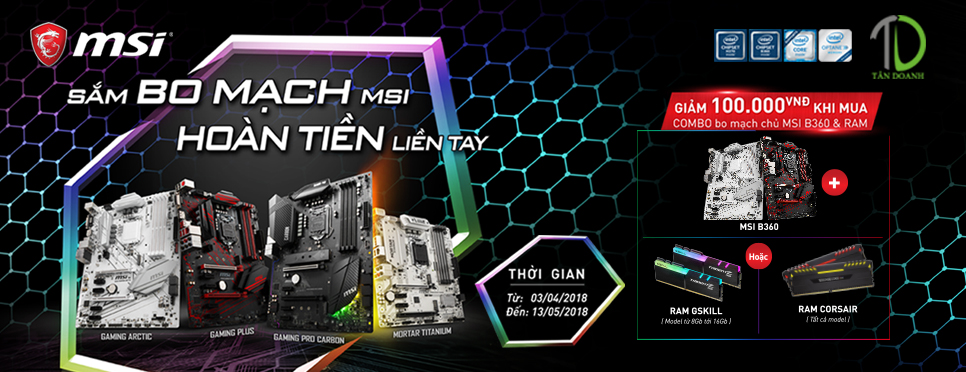 msi
SẮM BO MẠCH MSI
HOÀN TIỀN LIỀN TAY
GAMING ARCTIC
GAMING PLUS
GAMING PRO CARBON
MORTAR TITANIUM
THỜI GIAN
Từ: 03/04/2018
Đến: 13/05/2018
TÂN DOANH
GIẢM 100.000VNĐ KHI MUA
COMBO bo mạch chủ MSI B360 & RAM
+
MSI B360
Hoặc
RAM GSKILL
( Model từ 8Gb tới 16Gb )
RAM CORSAIR
( Tất cả model )